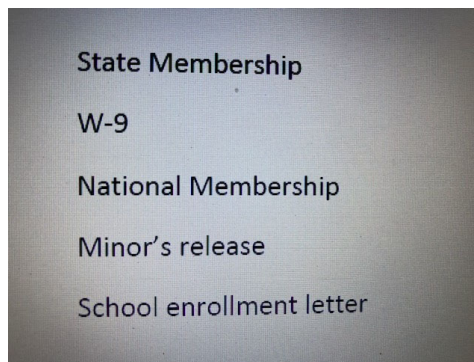 State Membership
W-9
National Membership
Minor's release
School enrollment letter